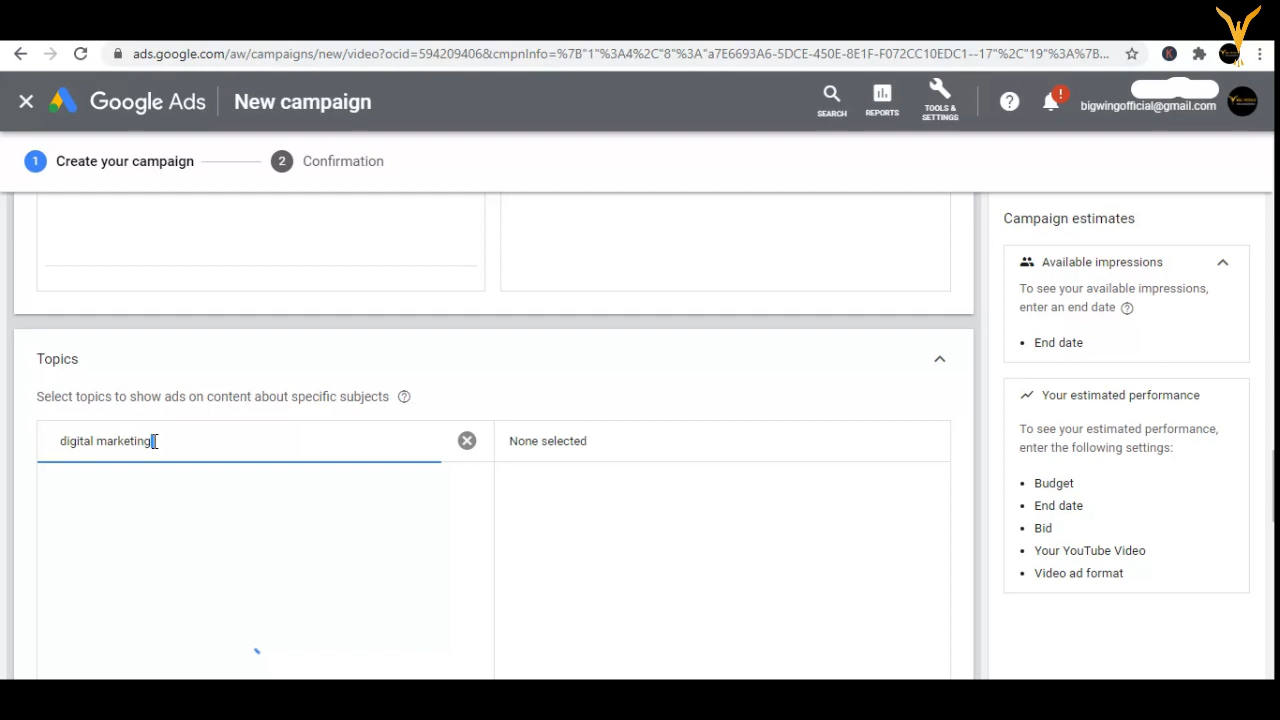 ads.google.com/aw/campaigns/new/video?ocid=594209406&cmpnInfo=%7B"1"%3A4%2C"8"%3A"a7E6693A6-5DCE-450E-8E1F-F072CC10EDC1--17"%2C"19"%3A%7B...
K
Google Ads
New campaign
SEARCH
REPORTS
TOOLS &
SETTINGS
?
!
bigwingofficial@gmail.com
1 Create your campaign
2 Confirmation
Campaign estimates
Available impressions
To see your available impressions,
enter an end date ?
• End date
Topics
Select topics to show ads on content about specific subjects ?
digital marketing
None selected
Your estimated performance
To see your estimated performance,
enter the following settings:
• Budget
• End date
• Bid
• Your YouTube Video
• Video ad format